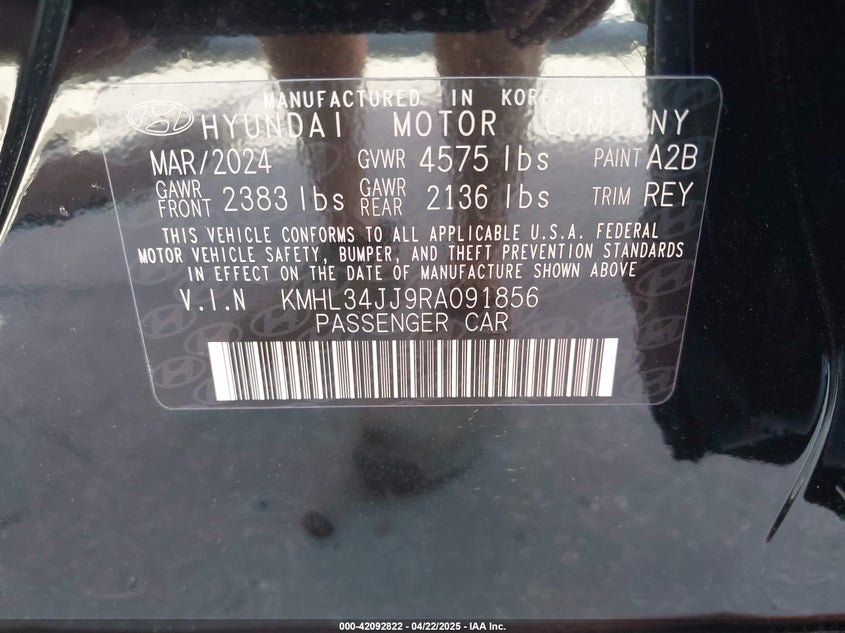 MANUFACTURED IN KOREA BY
HYUNDAI MOTOR COMPANY
MAR/2024 GVWR 4575 lbs PAINT A2B
GAWR FRONT 2383 lbs GAWR REAR 2136 lbs TRIM REY
THIS VEHICLE CONFORMS TO ALL APPLICABLE U.S.A. FEDERAL
MOTOR VEHICLE SAFETY, BUMPER, AND THEFT PREVENTION STANDARDS
IN EFFECT ON THE DATE OF MANUFACTURE SHOWN ABOVE
V.I.N KMHL34JJ9RA091856
PASSENGER CAR
000-42092822 - 04/22/2025 - IAA Inc.